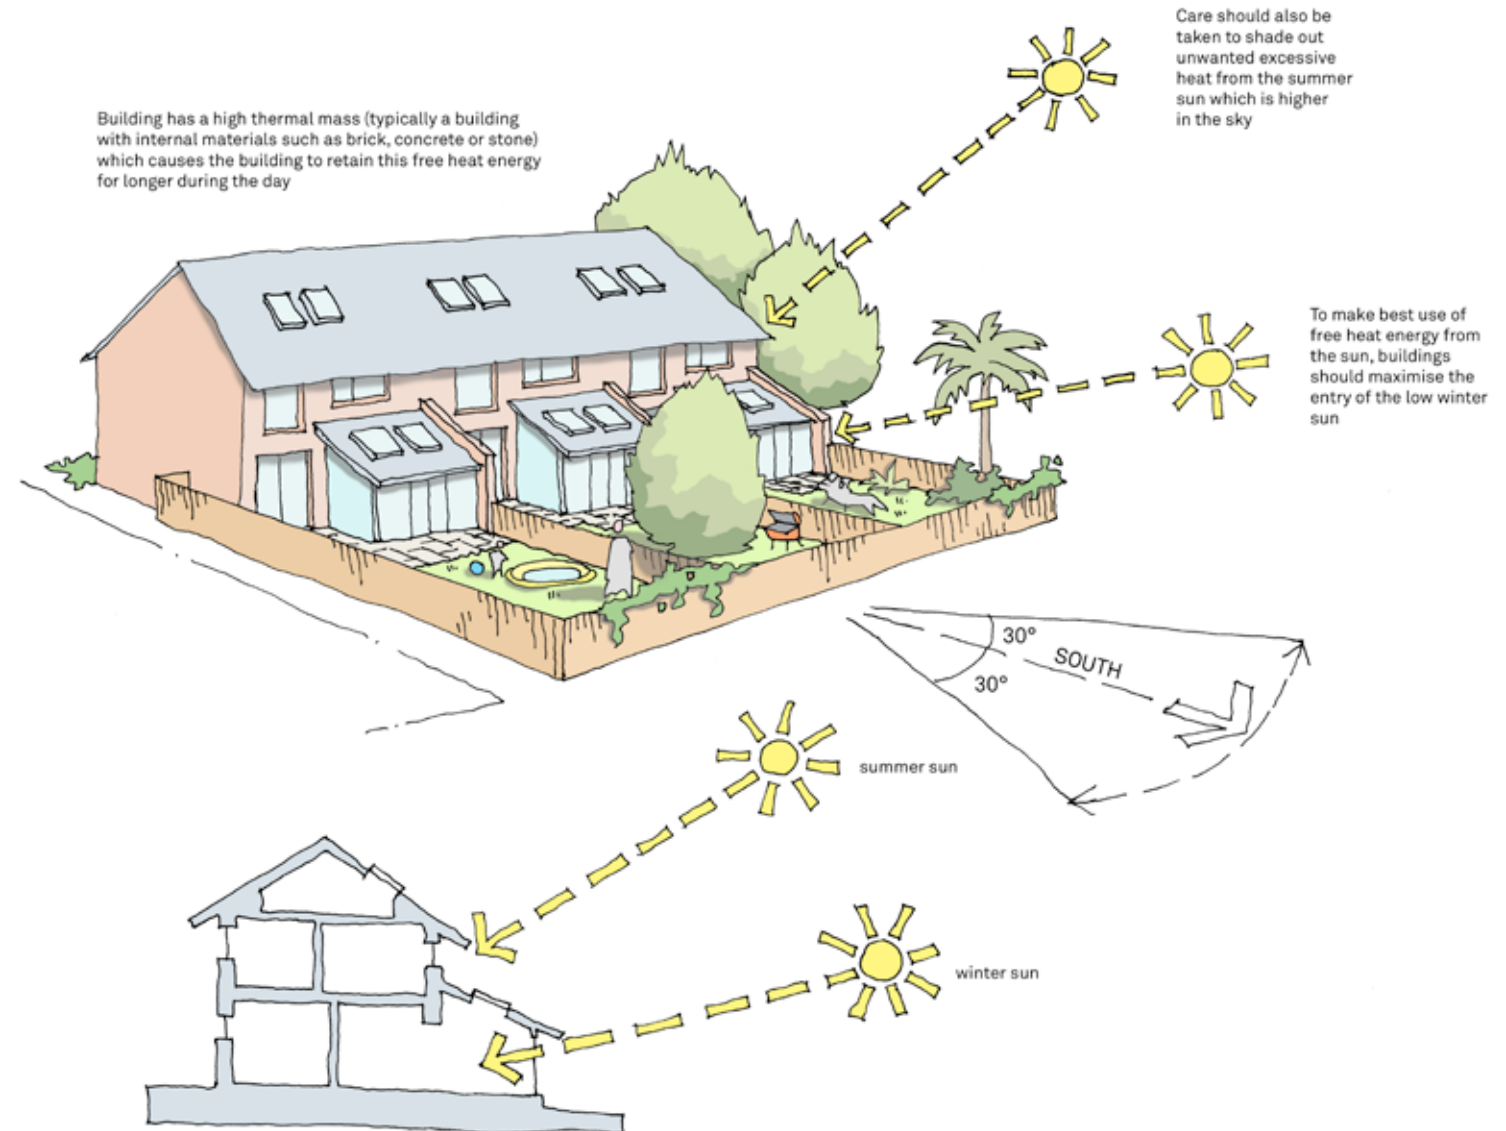 Care should also be
taken to shade out
unwanted excessive
heat from the summer
sun which is higher
in the sky
Building has a high thermal mass (typically a building
with internal materials such as brick, concrete or stone)
which causes the building to retain this free heat energy
for longer during the day
To make best use of
free heat energy from
the sun, buildings
should maximise the
entry of the low winter
sun
30°
SOUTH
30°
summer sun
winter sun